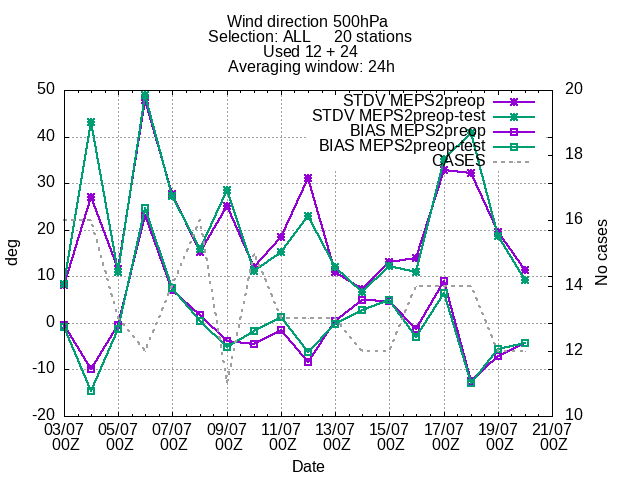 Wind direction 500hPa
Selection: ALL 20 stations
Used 12 + 24
Averaging window: 24h
STDV MEPS2preop
STDV MEPS2preop-test
BIAS MEPS2preop
BIAS MEPS2preop-test
CASES
deg
50
40
30
20
10
0
-10
-20
No cases
20
18
16
14
12
10
03/07 05/07 07/07 09/07 11/07 13/07 15/07 17/07 19/07 21/07
00Z 00Z 00Z 00Z 00Z 00Z 00Z 00Z 00Z 00Z
Date